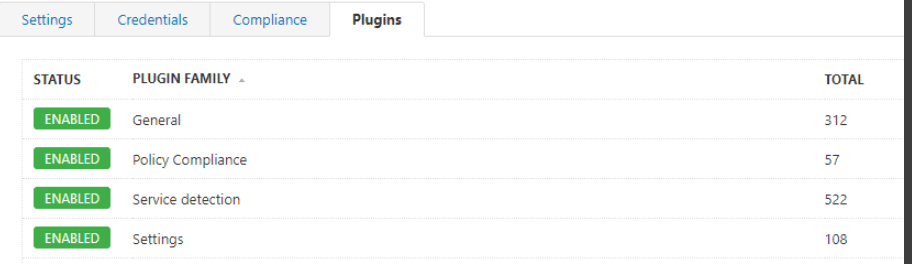 Settings Credentials Compliance Plugins
STATUS PLUGIN FAMILY TOTAL
ENABLED General 312
ENABLED Policy Compliance 57
ENABLED Service detection 522
ENABLED Settings 108